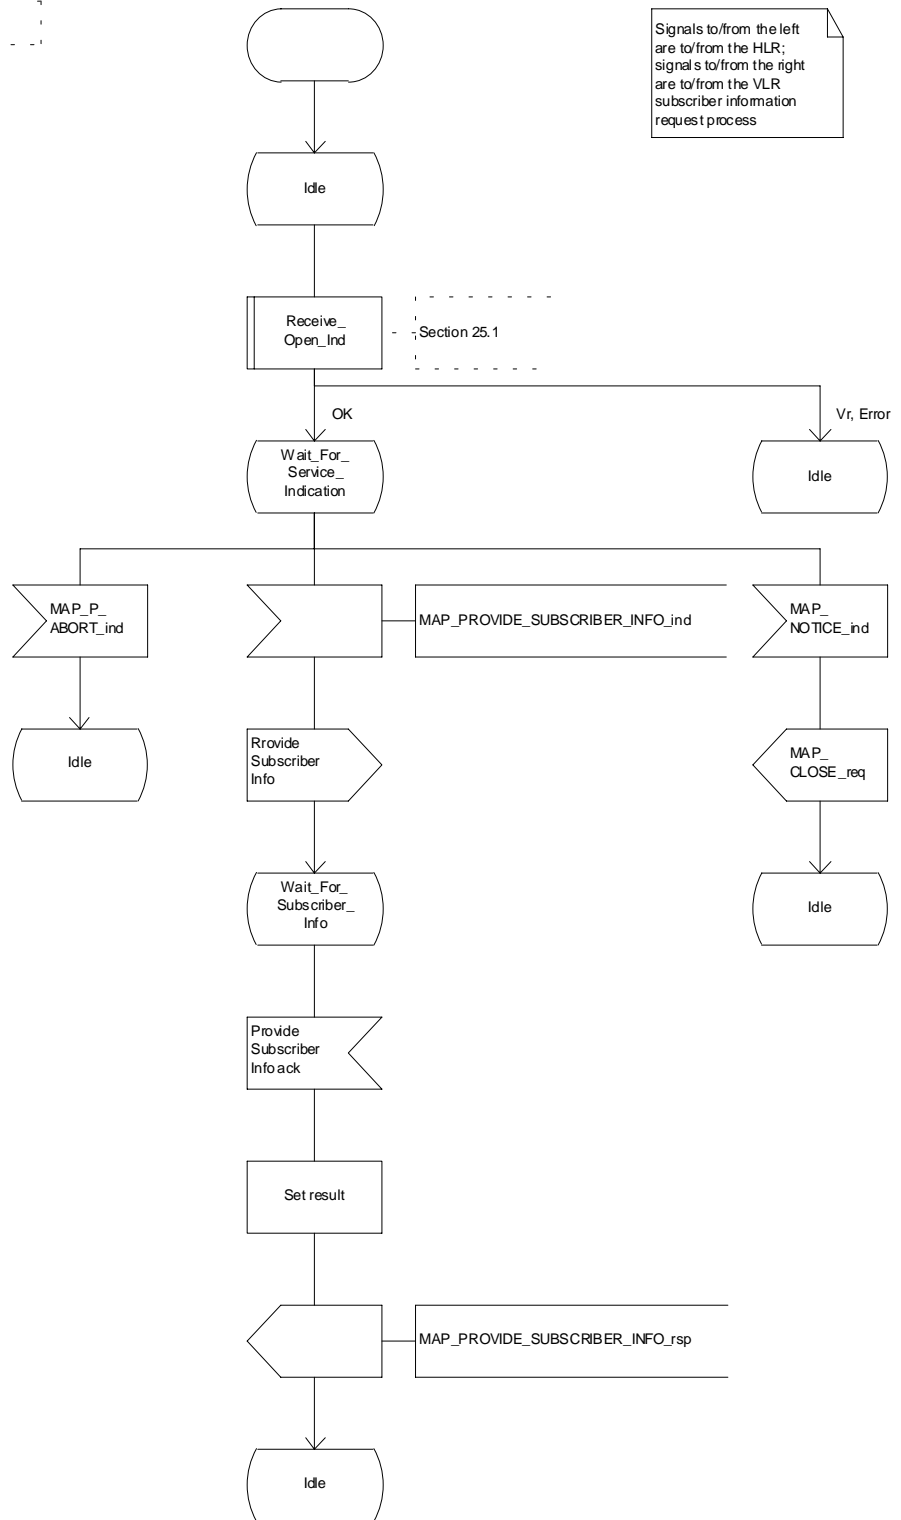 Signals to/from the left
are to/from the HLR;
signals to/from the right
are to/from the VLR
subscriber information
request process
Idle
Receive_
Open_Ind
Section 25.1
OK
Vr, Error
Wait_For_
Service_
Indication
Idle
MAP_P_
ABORT_ind
MAP_PROVIDE_SUBSCRIBER_INFO_ind
MAP_
NOTICE_ind
Idle
Rrovide
Subscriber
Info
MAP_
CLOSE_req
Wait_For_
Subscriber_
Info
Idle
Provide
Subscriber
Info ack
Set result
MAP_PROVIDE_SUBSCRIBER_INFO_rsp
Idle